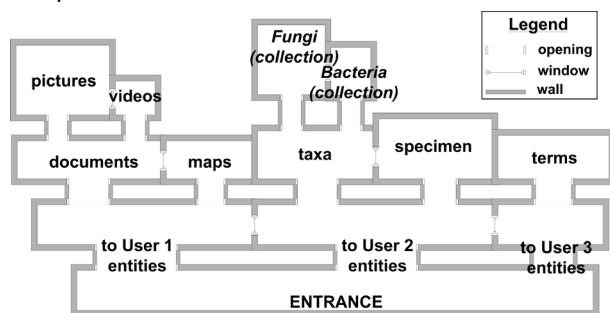 Legend
opening
window
wall
Fungi
(collection)
Bacteria
(collection)
pictures
videos
documents
maps
taxa
specimen
terms
to User 1
entities
to User 2
entities
to User 3
entities
ENTRANCE